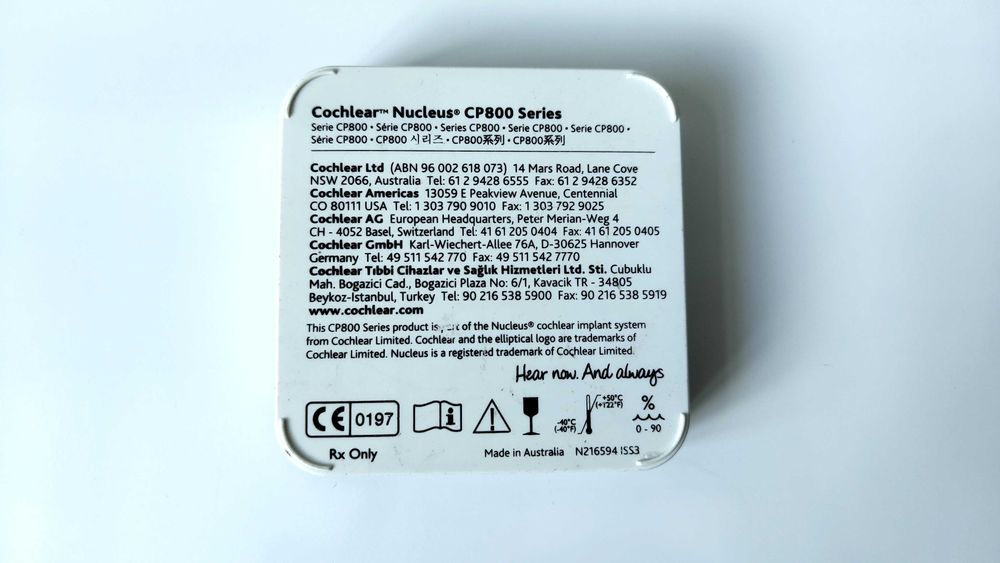 Cochlear™ Nucleus® CP800 Series
Serie CP800 • Série CP800 • Series CP800 • Serie CP800 • Serie CP800 •
Série CP800 • CP800 시리즈 • CP800系列 • CP800系列
Cochlear Ltd (ABN 96 002 618 073) 14 Mars Road, Lane Cove
NSW 2066, Australia Tel: 61 2 9428 6555 Fax: 61 2 9428 6352
Cochlear Americas 13059 E Peakview Avenue, Centennial
CO 80111 USA Tel: 1 303 790 9010 Fax: 1 303 792 9025
Cochlear AG European Headquarters, Peter Merian-Weg 4
CH - 4052 Basel, Switzerland Tel: 41 61 205 0404 Fax: 41 61 205 0405
Cochlear GmbH Karl-Wiechert-Allee 76A, D-30625 Hannover
Germany Tel: 49 511 542 770 Fax: 49 511 542 7770
Cochlear Tıbbi Cihazlar ve Sağlık Hizmetleri Ltd. Sti. Cubuklu
Mah. Bogazici Cad., Bogazici Plaza No: 6/1, Kavacik TR - 34805
Beykoz-Istanbul, Turkey Tel: 90 216 538 5900 Fax: 90 216 538 5919
www.cochlear.com
This CP800 Series product is part of the Nucleus® cochlear implant system
from Cochlear Limited. Cochlear and the elliptical logo are trademarks of
Cochlear Limited. Nucleus is a registered trademark of Cochlear Limited.
Hear now. And always
CE 0197 i ! -40°C (-40°F) +50°C (+122°F) % 0 - 90
Rx Only Made in Australia N216594 ISS3